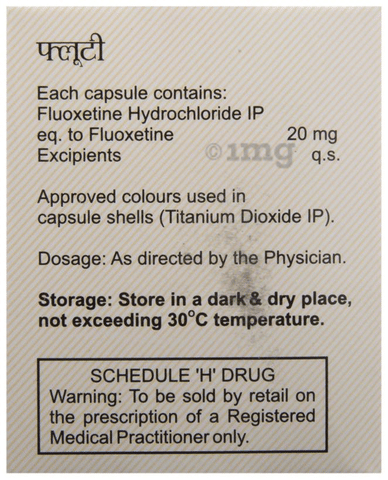 फ्लूटी
Each capsule contains:
Fluoxetine Hydrochloride IP
eq. to Fluoxetine 20 mg
Excipients q.s.
©1mg
Approved colours used in
capsule shells (Titanium Dioxide IP).
Dosage: As directed by the Physician.
Storage: Store in a dark & dry place,
not exceeding 30°C temperature.
SCHEDULE 'H' DRUG
Warning: To be sold by retail on
the prescription of a Registered
Medical Practitioner only.